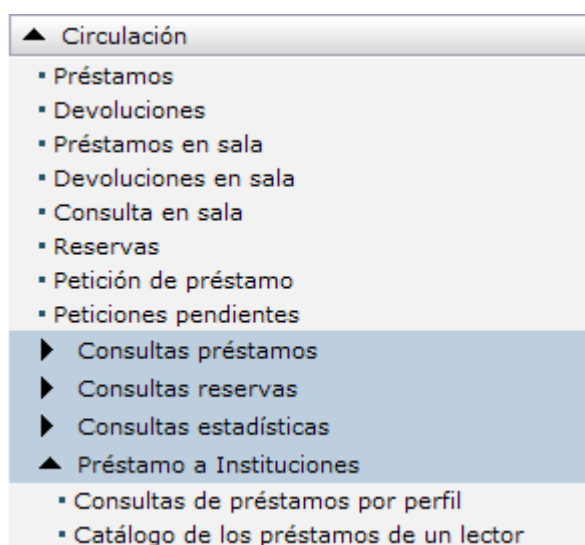 Circulación
Préstamos
Devoluciones
Préstamos en sala
Devoluciones en sala
Consulta en sala
Reservas
Petición de préstamo
Peticiones pendientes
Consultas préstamos
Consultas reservas
Consultas estadísticas
Préstamo a Instituciones
Consultas de préstamos por perfil
Catálogo de los préstamos de un lector